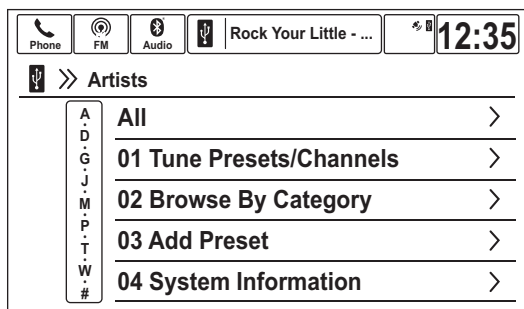 Phone FM Audio Rock Your Little - ... 12:35
Artists
A
·
D
·
G
·
J
·
M
·
P
·
T
·
W
·
#
All
01 Tune Presets/Channels
02 Browse By Category
03 Add Preset
04 System Information